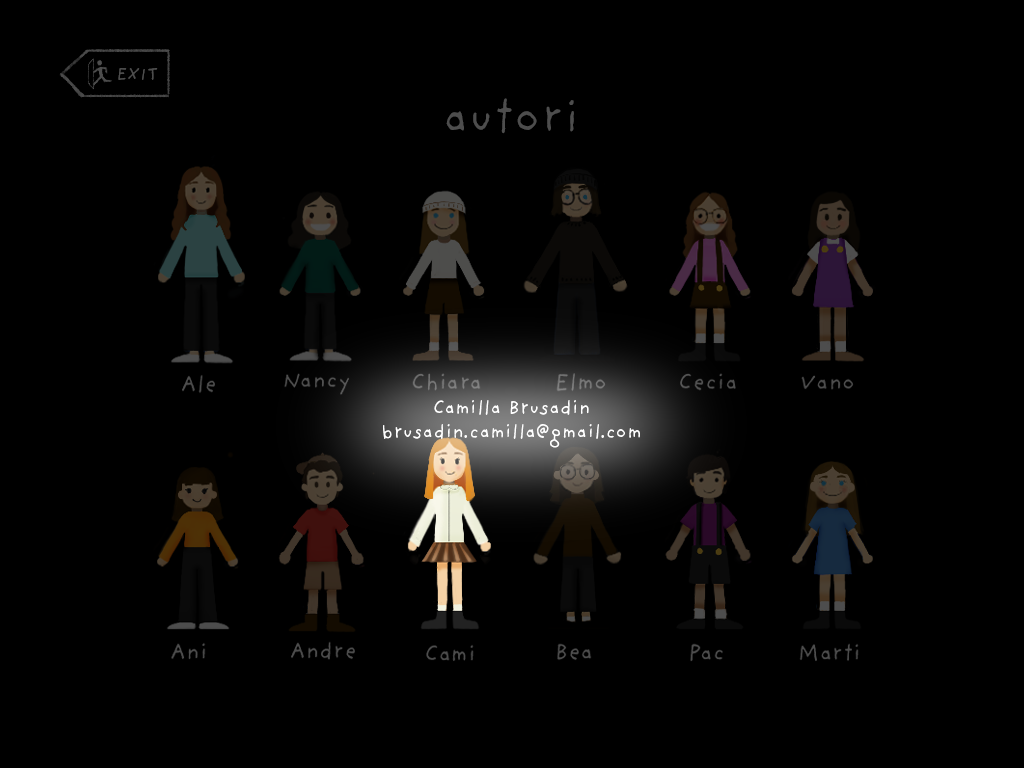 EXIT
autori
Ale
Nancy
Chiara
Elmo
Cecia
Vano
Camilla Brusadin
brusadin.camilla@gmail.com
Ani
Andre
Cami
Bea
Pac
Marti